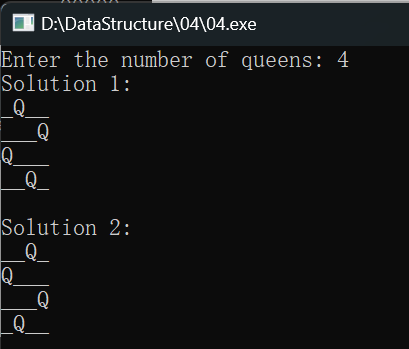 D:\DataStructure\04\04.exe
Enter the number of queens: 4
Solution 1:
_Q__
___Q
Q___
__Q_
Solution 2:
__Q_
Q___
___Q
_Q__